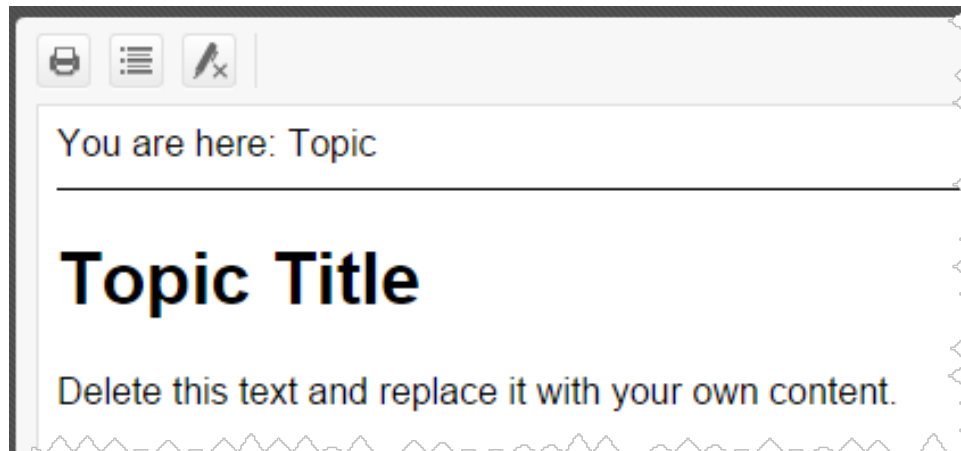 You are here: Topic
Topic Title
Delete this text and replace it with your own content.